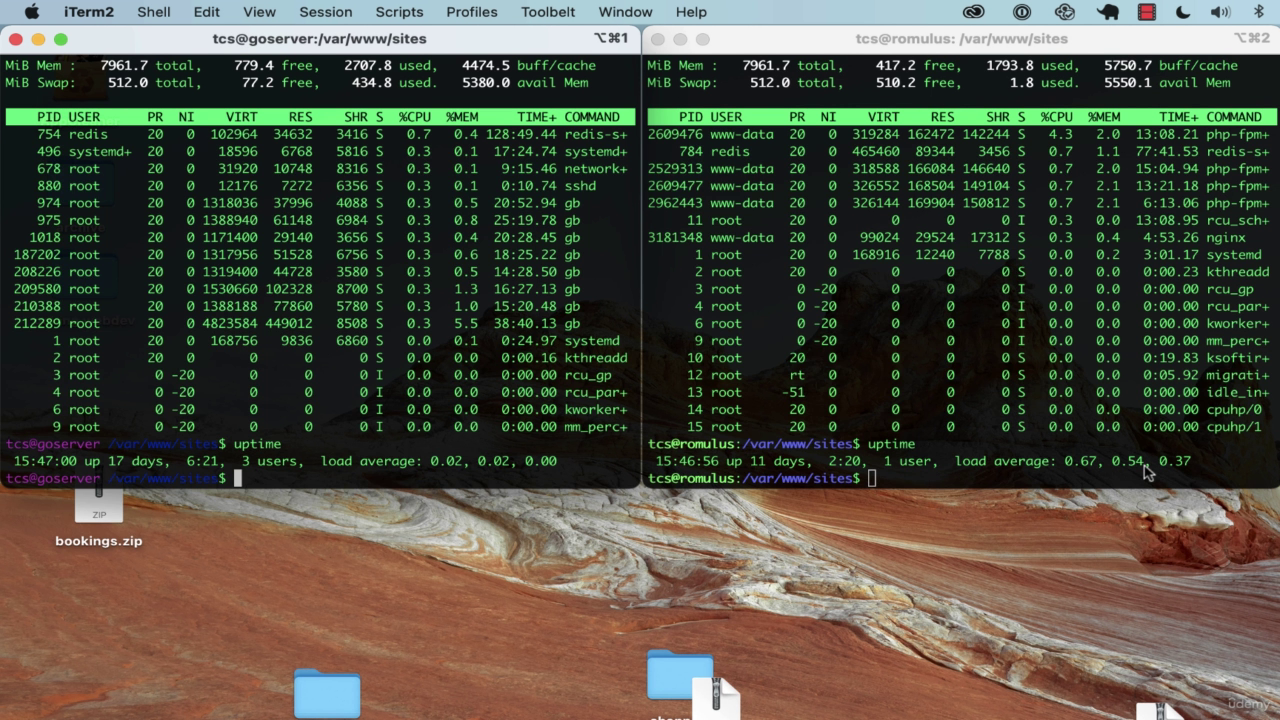 iTerm2 Shell Edit View Session Scripts Profiles Toolbelt Window Help
tcs@goserver:/var/www/sites ⌥⌘1
MiB Mem : 7961.7 total, 779.4 free, 2707.8 used, 4474.5 buff/cache
MiB Swap: 512.0 total, 77.2 free, 434.8 used, 5380.0 avail Mem
PID USER PR NI VIRT RES SHR S %CPU %MEM TIME+ COMMAND
754 redis 20 0 102964 34632 3416 S 0.7 0.4 128:49.44 redis-s+
496 systemd+ 20 0 18596 6768 5816 S 0.3 0.1 17:24.74 systemd+
678 root 20 0 31920 10748 8316 S 0.3 0.1 9:15.46 network+
880 root 20 0 12176 7272 6356 S 0.3 0.1 0:10.74 sshd
974 root 20 0 1318036 37996 4088 S 0.3 0.5 20:52.94 gb
975 root 20 0 1388940 61148 6984 S 0.3 0.8 25:19.78 gb
1018 root 20 0 1171400 29140 3656 S 0.3 0.4 20:28.45 gb
187202 root 20 0 1317956 51528 6756 S 0.3 0.6 18:25.22 gb
208226 root 20 0 1319400 44728 3580 S 0.3 0.5 14:28.50 gb
209580 root 20 0 1530660 102328 8700 S 0.3 1.3 16:27.13 gb
210388 root 20 0 1388188 77860 5780 S 0.3 1.0 15:20.48 gb
212289 root 20 0 4823584 449012 8508 S 0.3 5.5 38:40.13 gb
1 root 20 0 168756 9836 6860 S 0.0 0.1 0:24.97 systemd
2 root 20 0 0 0 0 S 0.0 0.0 0:00.16 kthreadd
3 root 0 -20 0 0 0 I 0.0 0.0 0:00.00 rcu_gp
4 root 0 -20 0 0 0 I 0.0 0.0 0:00.00 rcu_par+
6 root 0 -20 0 0 0 I 0.0 0.0 0:00.00 kworker+
9 root 0 -20 0 0 0 I 0.0 0.0 0:00.00 mm_perc+
tcs@goserver /var/www/sites$ uptime
15:47:00 up 17 days, 6:21, 3 users, load average: 0.02, 0.02, 0.00
tcs@goserver /var/www/sites$
tcs@romulus: /var/www/sites ⌥⌘2
MiB Mem : 7961.7 total, 417.2 free, 1793.8 used, 5750.7 buff/cache
MiB Swap: 512.0 total, 510.2 free, 1.8 used, 5550.1 avail Mem
PID USER PR NI VIRT RES SHR S %CPU %MEM TIME+ COMMAND
2609476 www-data 20 0 319284 162472 142244 S 4.3 2.0 13:08.21 php-fpm+
784 redis 20 0 465460 89344 3456 S 0.7 1.1 77:41.53 redis-s+
2529313 www-data 20 0 318588 166084 146640 S 0.7 2.0 15:04.94 php-fpm+
2609477 www-data 20 0 326552 168504 149104 S 0.7 2.1 13:21.18 php-fpm+
2962443 www-data 20 0 326144 169904 150812 S 0.7 2.1 6:13.06 php-fpm+
11 root 20 0 0 0 0 I 0.3 0.0 13:08.95 rcu_sch+
3181348 www-data 20 0 99024 29524 17312 S 0.3 0.4 4:53.26 nginx
1 root 20 0 168916 12240 7788 S 0.0 0.2 3:01.17 systemd
2 root 20 0 0 0 0 S 0.0 0.0 0:00.23 kthreadd
3 root 0 -20 0 0 0 I 0.0 0.0 0:00.00 rcu_gp
4 root 0 -20 0 0 0 I 0.0 0.0 0:00.00 rcu_par+
6 root 0 -20 0 0 0 I 0.0 0.0 0:00.00 kworker+
9 root 0 -20 0 0 0 I 0.0 0.0 0:00.00 mm_perc+
10 root 20 0 0 0 0 S 0.0 0.0 0:19.83 ksoftir+
12 root rt 0 0 0 0 S 0.0 0.0 0:05.92 migrati+
13 root -51 0 0 0 0 S 0.0 0.0 0:00.00 idle_in+
14 root 20 0 0 0 0 S 0.0 0.0 0:00.00 cpuhp/0
15 root 20 0 0 0 0 S 0.0 0.0 0:00.00 cpuhp/1
tcs@romulus:/var/www/sites$ uptime
15:46:56 up 11 days, 2:20, 1 user, load average: 0.67, 0.54, 0.37
tcs@romulus:/var/www/sites$
ZIP
bookings.zip
udemy